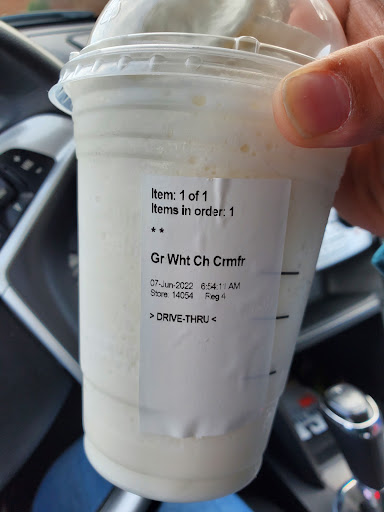 Item: 1 of 1
Items in order: 1
* *
Gr Wht Ch Crmfr
07-Jun-2022 6:54:11 AM
Store: 14054 Reg 4
> DRIVE-THRU <